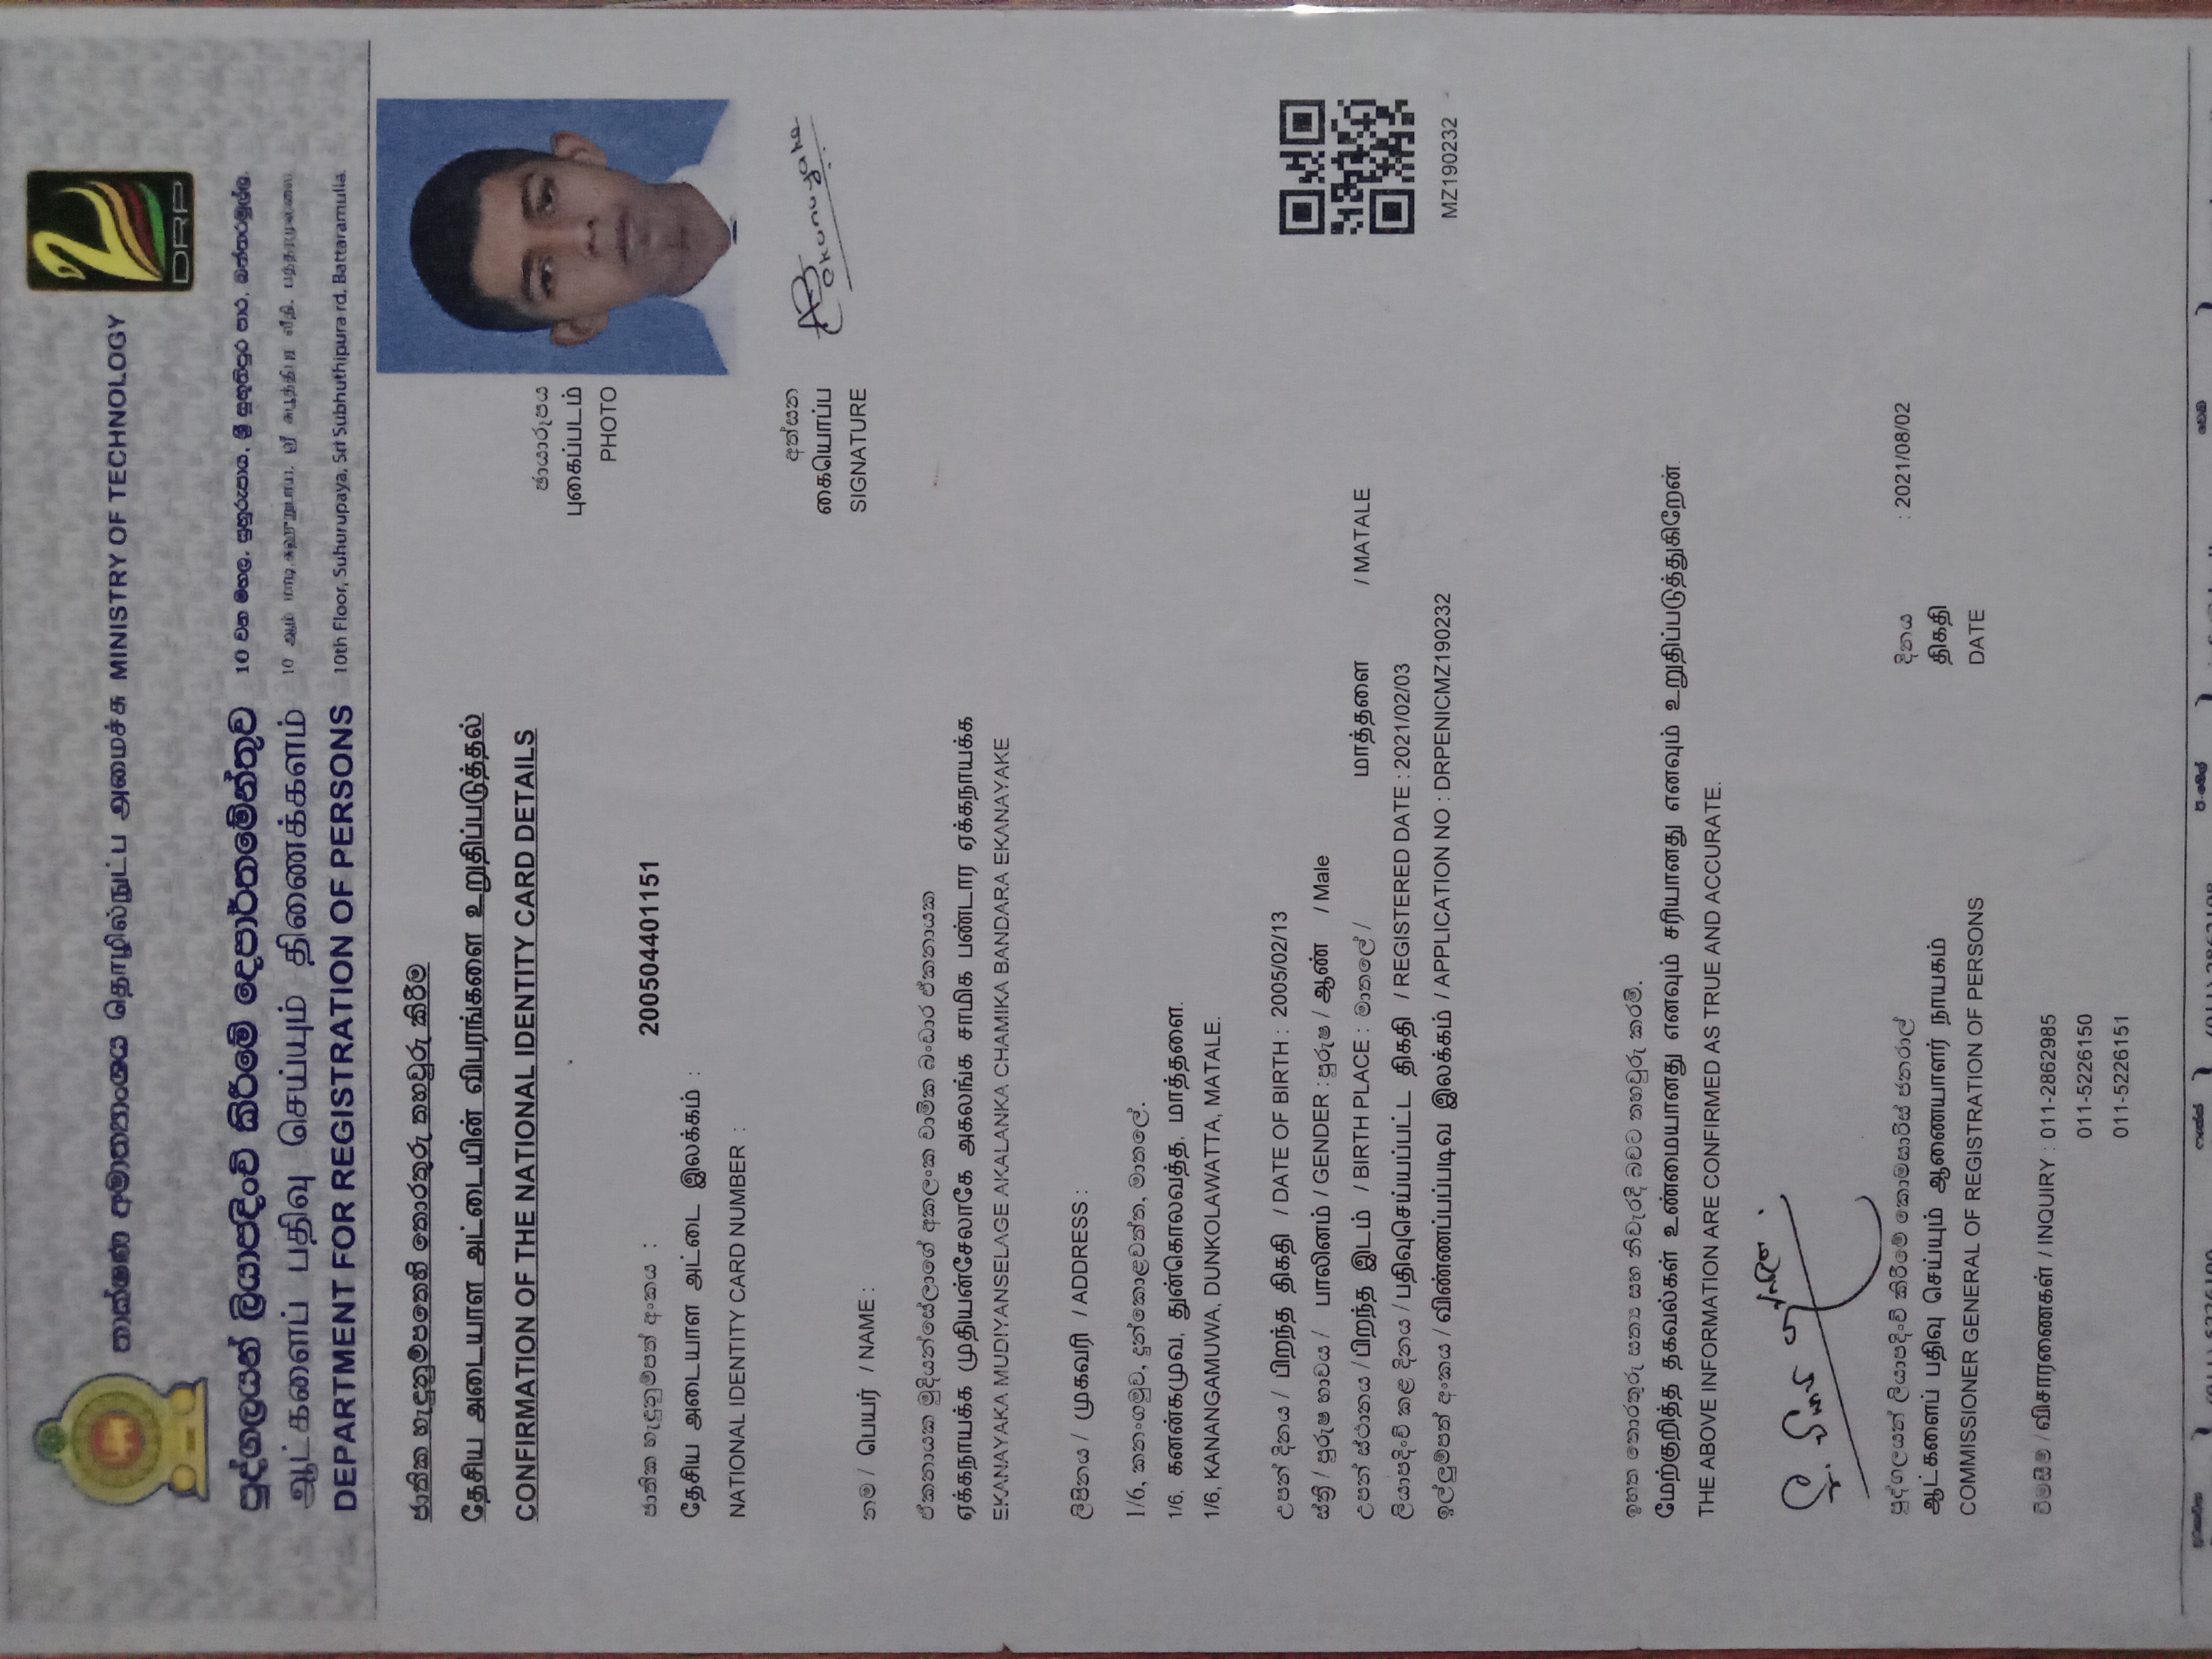 තාක්ෂණ අමාත්‍යාංශය தொழில்நுட்ப அமைச்சு MINISTRY OF TECHNOLOGY
DRP
පුද්ගලයන් ලියාපදිංචි කිරීමේ දෙපාර්තමේන්තුව 10 වන මහල, සුහුරුපාය, ශ්‍රී සුභූතිපුර පාර, බත්තරමුල්ල.
ஆட்களைப் பதிவு செய்யும் திணைக்களம் 10 ஆம் மாடி, சுஹுறுபாய, ஸ்ரீ சுபூத்திபுர வீதி, பத்தரமுல்லை.
DEPARTMENT FOR REGISTRATION OF PERSONS 10th Floor, Suhurupaya, Sri Subhuthipura rd, Battaramulla.
ජාතික හැඳුනුම්පතෙහි තොරතුරු තහවුරු කිරීම
தேசிய அடையாள அட்டையின் விபரங்களை உறுதிப்படுத்தல்
CONFIRMATION OF THE NATIONAL IDENTITY CARD DETAILS
ඡායාරූපය
புகைப்படம்
PHOTO
ජාතික හැඳුනුම්පත් අංකය : 200504401151
தேசிய அடையாள அட்டை இலக்கம் :
NATIONAL IDENTITY CARD NUMBER :
අත්සන
கையொப்ப
SIGNATURE
Ekanayake
නම / பெயர் / NAME :
ඒකනායක මුදියන්සේලාගේ අකලංක චාමික බංඩාර ඒකනායක
ஏக்கநாயக்க முதியன்சேலாகே அகலங்க சாமிக பண்டார ஏக்கநாயக்க
EKANAYAKA MUDIYANSELAGE AKALANKA CHAMIKA BANDARA EKANAYAKE
ලිපිනය / முகவரி / ADDRESS :
1/6, කනංගමුව, දුන්කොළවත්ත, මාතලේ.
1/6, கனன்கமுவ, துன்கொலவத்த, மாத்தளை.
1/6, KANANGAMUWA, DUNKOLAWATTA, MATALE.
උපන් දිනය / பிறந்த திகதி / DATE OF BIRTH : 2005/02/13
ස්ත්‍රී / පුරුෂ භාවය / பாலினம் / GENDER : පුරුෂ / ஆண் / Male
උපන් ස්ථානය / பிறந்த இடம் / BIRTH PLACE : මාතලේ / மாத்தளை / MATALE
ලියාපදිංචි කළ දිනය / பதிவுசெய்யப்பட்ட திகதி / REGISTERED DATE : 2021/02/03
ඉල්ලුම්පත් අංකය / விண்ணப்பப்படிவ இலக்கம் / APPLICATION NO : DRPENICMZ190232
MZ190232
ඉහත තොරතුරු සත්‍ය සහ නිවැරදි බවට තහවුරු කරමි.
மேற்குறித்த தகவல்கள் உண்மையானது எனவும் சரியானது எனவும் உறுதிப்படுத்துகிறேன்.
THE ABOVE INFORMATION ARE CONFIRMED AS TRUE AND ACCURATE.
පුද්ගලයන් ලියාපදිංචි කිරීමේ කොමසාරිස් ජනරාල්
ஆட்களைப் பதிவு செய்யும் ஆணையாளர் நாயகம்
COMMISSIONER GENERAL OF REGISTRATION OF PERSONS
දිනය : 2021/08/02
திகதி
DATE
විමසීම් / விசாரணைகள் / INQUIRY : 011-2862985
011-5226150
011-5226151